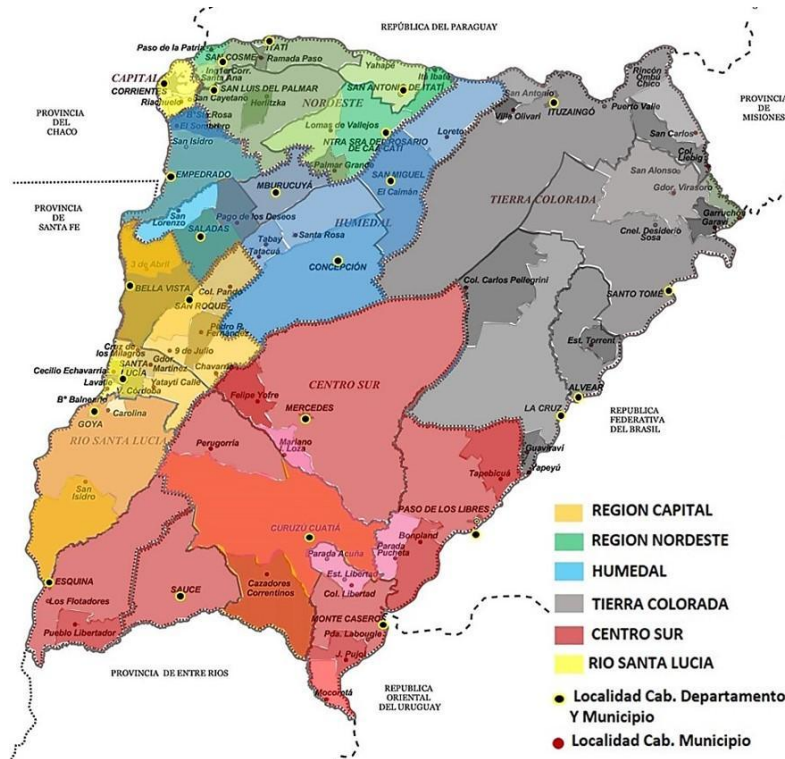 REPÚBLICA DEL PARAGUAY
Paso de la Patria
ITATÍ
SAN COSME
Ramada Paso
Yahapé
Itá Ibaté
Santa Ana
CAPITAL
CORRIENTES
Riachuelo
SAN LUIS DEL PALMAR
San Cayetano
Herlitzka
NOROESTE
SAN ANTONIO DE ITATÍ
San Antonio
Villa Olivari
ITUZAINGÓ
Rincón
Ombú
Chico
Puerto Valle
PROVINCIA
DEL
CHACO
PROVINCIA
DE
MISIONES
El Sombrero
San Isidro
Lomas de Vallejos
NTRA SRA DEL ROSARIO
DE CAA CATÍ
Loreto
San Carlos
Col. Liebig
Palmar Grande
EMPEDRADO
MBURUCUYÁ
SAN MIGUEL
El Caimán
San Alonso
Gdor. Virasoro
TIERRA COLORADA
PROVINCIA
DE
SANTA FE
San
Lorenzo
Pago de los Deseos
HUMEDAL
Garruchos
Garaví
SALADAS
Santa Rosa
Tabay
Tatacuá
Cnel. Desiderio
Sosa
3 de Abril
CONCEPCIÓN
BELLA VISTA
Col. Pando
SAN ROQUE
Col. Carlos Pellegrini
SANTO TOMÉ
Pedro R.
Fernández
Cruz de
los Milagros
9 de Julio
Est. Torrent
SANTA
LUCÍA
Gdor.
Martínez
Cecilio Echavarría
Chavarría
Lavalle
Yataytí Calle
V. Córdoba
CENTRO SUR
ALVEAR
Felipe Yofre
MERCEDES
LA CRUZ
REPUBLICA
FEDERATIVA
DEL BRASIL
Carolina
GOYA
RIO SANTA LUCIA
Perugorría
Mariano
I. Loza
Guaviraví
Yapeyú
Tapebicuá
San
Isidro
PASO DE LOS LIBRES
CURUZÚ CUATIÁ
Bonpland
Parada Acuña
Parada
Pucheta
Est. Libertad
Col. Libertad
ESQUINA
Los Flotadores
SAUCE
Cazadores
Correntinos
Pueblo Libertador
MONTE CASEROS
Pda. Labougle
J. Pujol
Mocoretá
PROVINCIA DE ENTRE RIOS
REPUBLICA
ORIENTAL
DEL URUGUAY
REGION CAPITAL
REGION NORDESTE
HUMEDAL
TIERRA COLORADA
CENTRO SUR
RIO SANTA LUCIA
Localidad Cab. Departamento
Y Municipio
Localidad Cab. Municipio